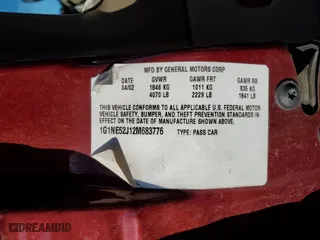 MFD BY GENERAL MOTORS CORP
DATE GVWR GAWR FRT GAWR RR
04/02 1846 KG 1011 KG 835 KG
4070 LB 2229 LB 1841 LB
THIS VEHICLE CONFORMS TO ALL APPLICABLE U.S. FEDERAL MOTOR
VEHICLE SAFETY, BUMPER, AND THEFT PREVENTION STANDARDS IN
EFFECT ON THE DATE OF MANUFACTURE SHOWN ABOVE.
1G1NE52J12M683776 TYPE: PASS CAR
DREAMBID